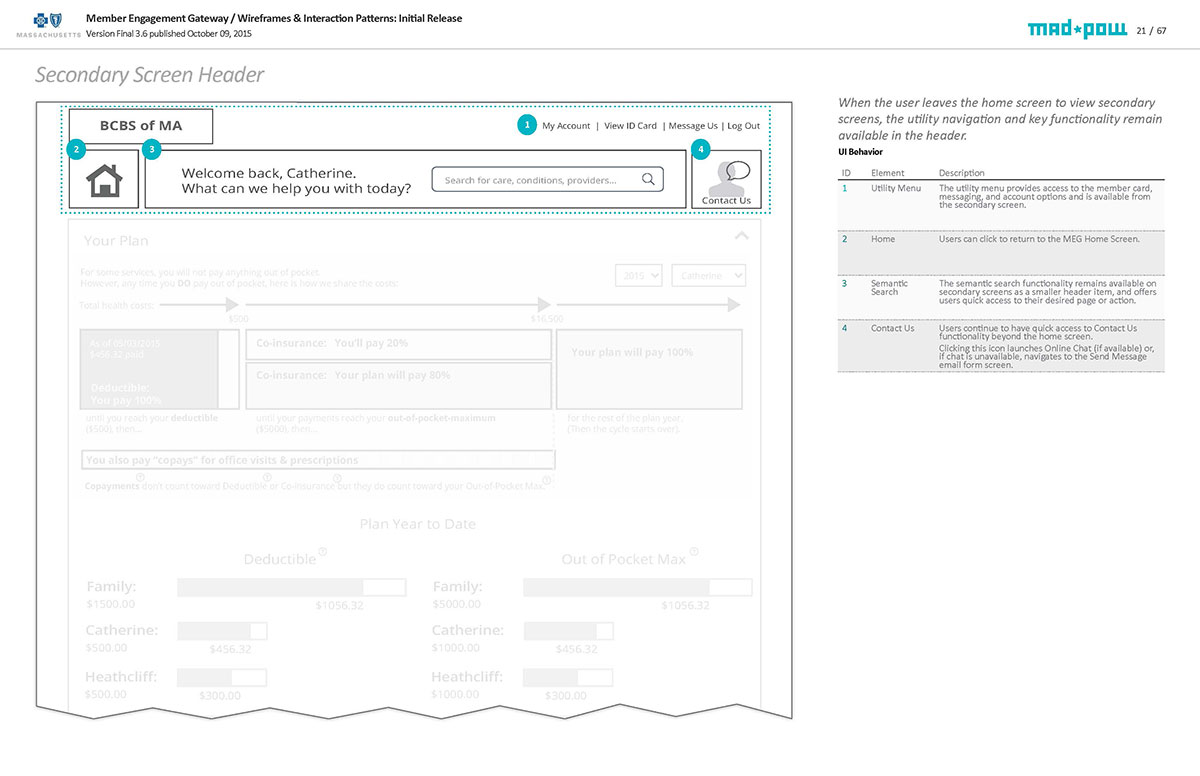 MASSACHUSETTS
Member Engagement Gateway / Wireframes & Interaction Patterns: Initial Release
Version Final 3.6 published October 09, 2015
mad*pow
21 / 67
Secondary Screen Header
BCBS of MA
1 My Account | View ID Card | Message Us | Log Out
2
3
4
Welcome back, Catherine.
What can we help you with today?
Search for care, conditions, providers...
Contact Us
Your Plan
For some services, you will not pay anything out of pocket.
However, any time you DO pay out of pocket, here is how we share the costs:
2015
Catherine
Total health costs:
$500
$16,500
As of 05/03/2015
$456.32 paid
Deductible:
You pay 100%
Co-insurance: You'll pay 20%
Co-insurance: Your plan will pay 80%
Your plan will pay 100%
until you reach your deductible
($500), then...
until your payments reach your out-of-pocket-maximum
($5000), then...
for the rest of the plan year.
(Then the cycle starts over).
You also pay "copays" for office visits & prescriptions
Copayments don't count toward Deductible or Co-Insurance but they do count toward your Out-of-Pocket Max.
Plan Year to Date
Deductible
Out of Pocket Max
Family:
$1500.00
$1056.32
Family:
$5000.00
$1056.32
Catherine:
$500.00
$456.32
Catherine:
$1000.00
$456.32
Heathcliff:
$500.00
$300.00
Heathcliff:
$1000.00
$300.00
When the user leaves the home screen to view secondary
screens, the utility navigation and key functionality remain
available in the header.
UI Behavior
ID Element Description
1 Utility Menu The utility menu provides access to the member card,
messaging, and account options and is available from
the secondary screen.
2 Home Users can click to return to the MEG Home Screen.
3 Semantic
Search
The semantic search functionality remains available on
secondary screens as a smaller header item, and offers
users quick access to their desired page or action.
4 Contact Us Users continue to have quick access to Contact Us
functionality beyond the home screen.
Clicking this icon launches Online Chat (if available) or,
if chat is unavailable, navigates to the Send Message
email form screen.